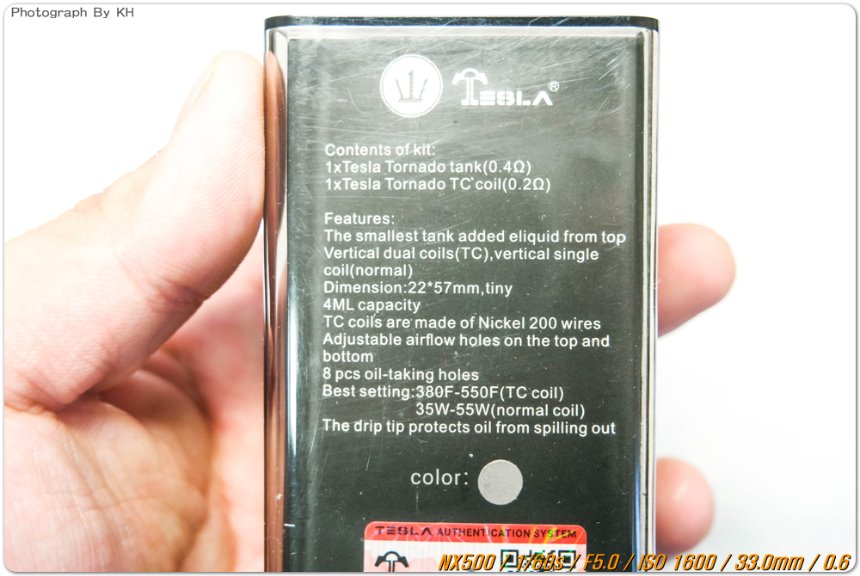 Photograph By KH
TESLA®
Contents of kit:
1xTesla Tornado tank(0.4Ω)
1xTesla Tornado TC coil(0.2Ω)
Features:
The smallest tank added eliquid from top
Vertical dual coils(TC),vertical single
coil(normal)
Dimension:22*57mm,tiny
4ML capacity
TC coils are made of Nickel 200 wires
Adjustable airflow holes on the top and
bottom
8 pcs oil-taking holes
Best setting:380F-550F(TC coil)
35W-55W(normal coil)
The drip tip protects oil from spilling out
color:
TESLA AUTHENTICATION SYSTEM
NX500 / 1/60s / F5.0 / ISO 1600 / 33.0mm / 0.6